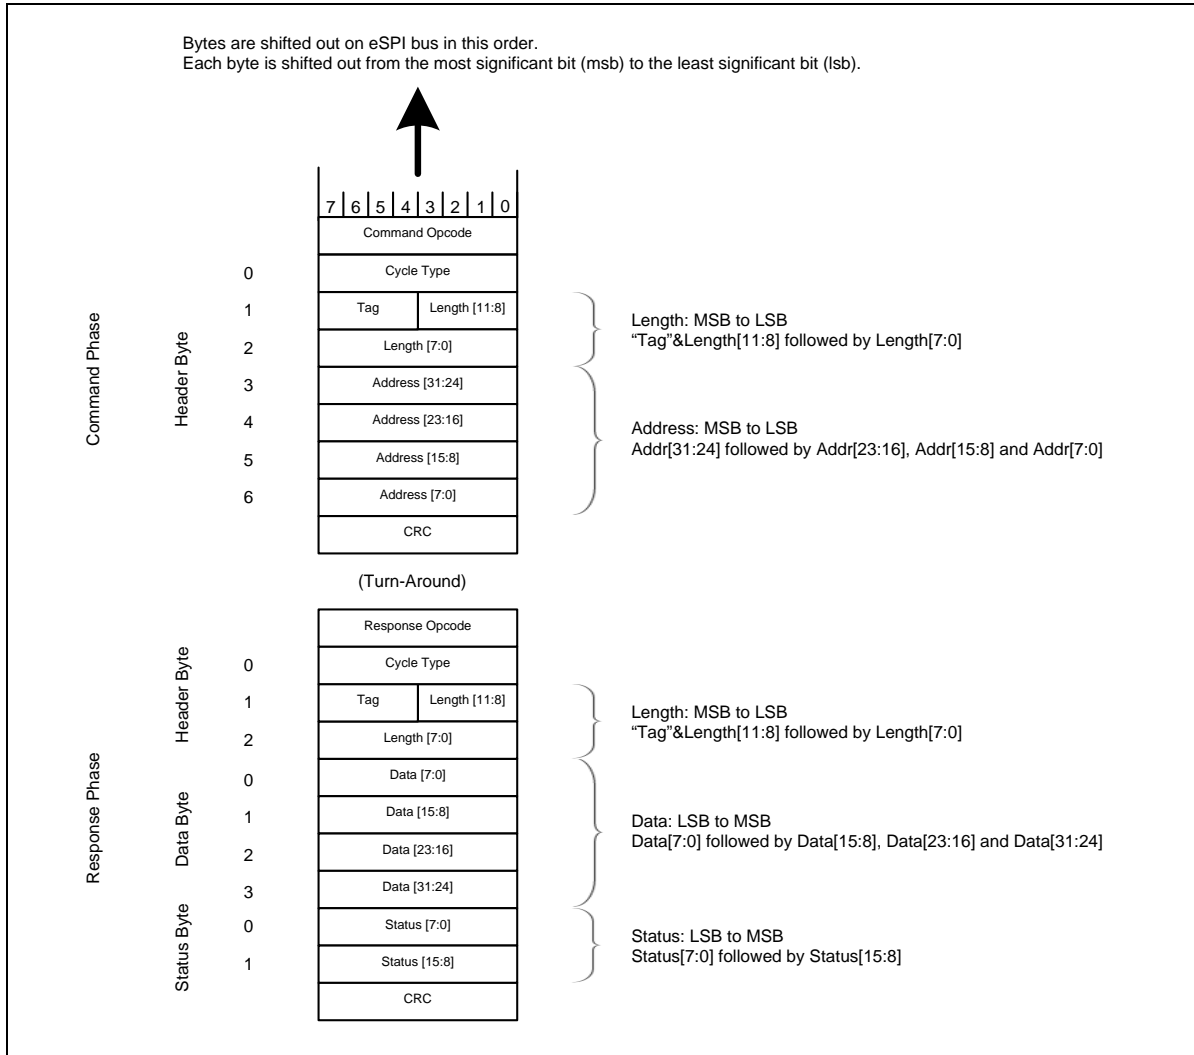 Bytes are shifted out on eSPI bus in this order.
Each byte is shifted out from the most significant bit (msb) to the least significant bit (lsb).
7 6 5 4 3 2 1 0
Command Opcode
Command Phase
Header Byte
0 Cycle Type
1 Tag Length [11:8]
2 Length [7:0]
Length: MSB to LSB
“Tag”&Length[11:8] followed by Length[7:0]
3 Address [31:24]
4 Address [23:16]
5 Address [15:8]
6 Address [7:0]
Address: MSB to LSB
Addr[31:24] followed by Addr[23:16], Addr[15:8] and Addr[7:0]
CRC
(Turn-Around)
Response Phase
Response Opcode
Header Byte
0 Cycle Type
1 Tag Length [11:8]
2 Length [7:0]
Length: MSB to LSB
“Tag”&Length[11:8] followed by Length[7:0]
Data Byte
0 Data [7:0]
1 Data [15:8]
2 Data [23:16]
3 Data [31:24]
Data: LSB to MSB
Data[7:0] followed by Data[15:8], Data[23:16] and Data[31:24]
Status Byte
0 Status [7:0]
1 Status [15:8]
Status: LSB to MSB
Status[7:0] followed by Status[15:8]
CRC